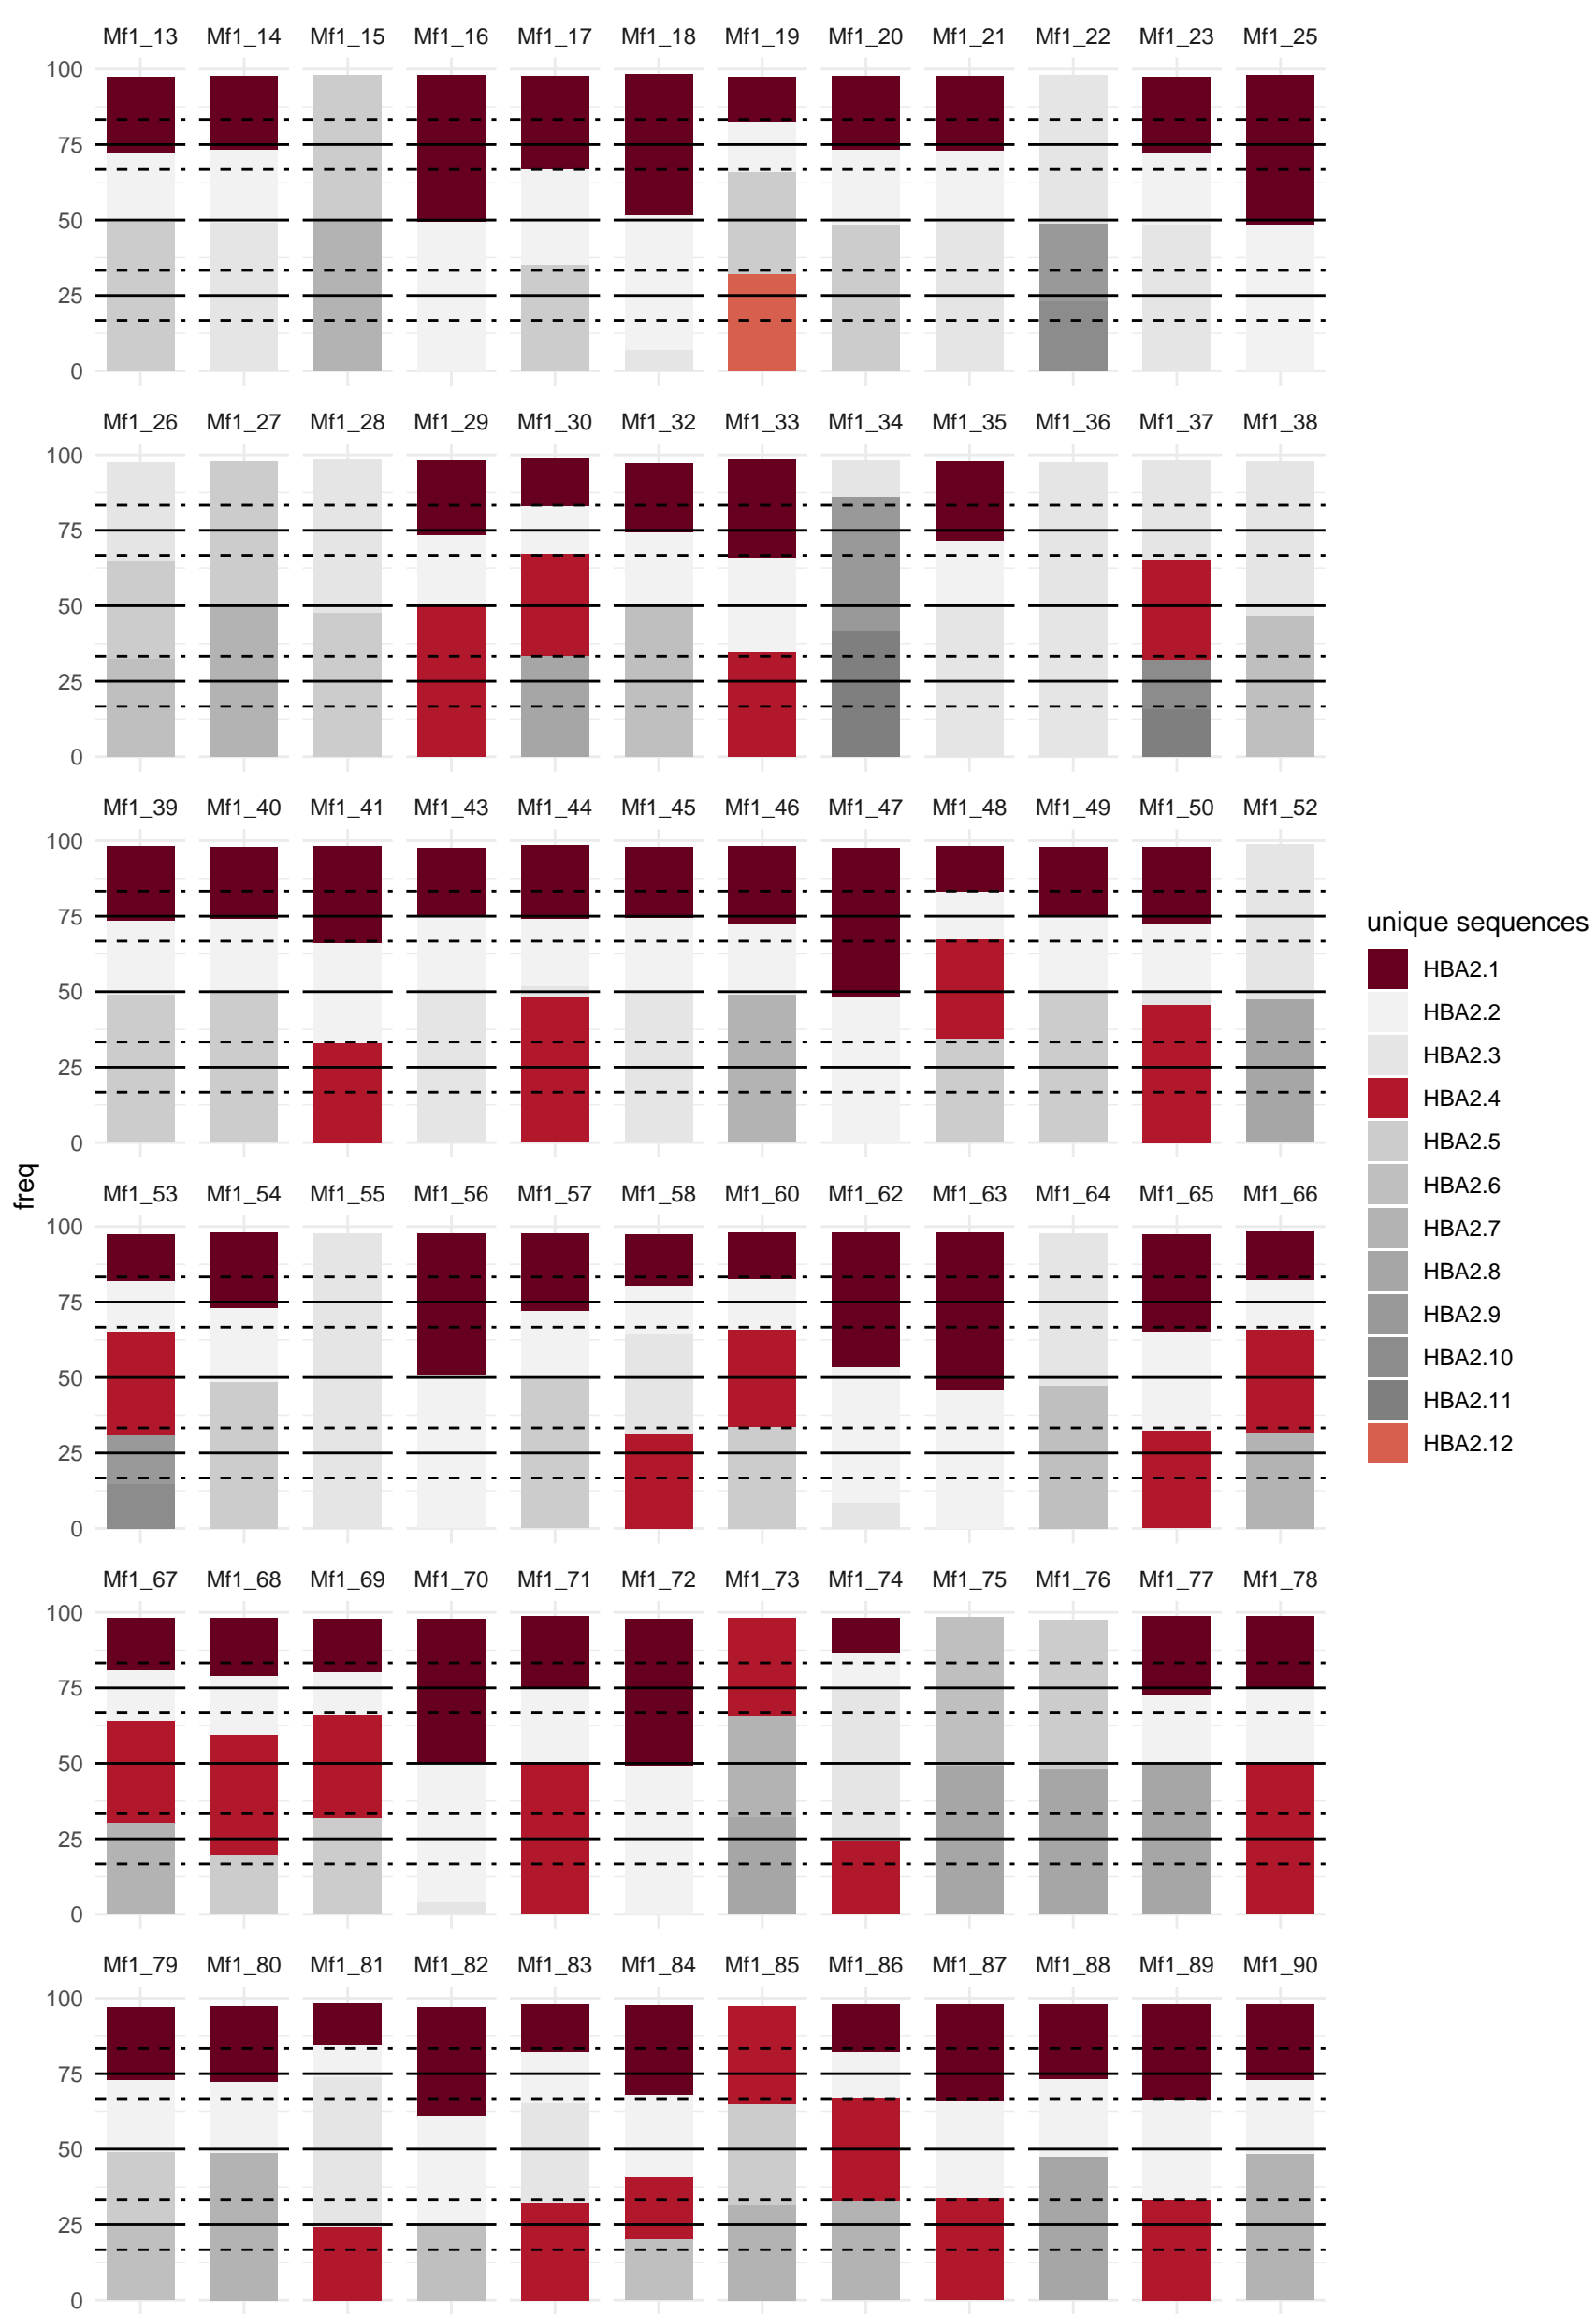 Mf1_13 Mf1_14 Mf1_15 Mf1_16 Mf1_17 Mf1_18 Mf1_19 Mf1_20 Mf1_21 Mf1_22 Mf1_23 Mf1_25
100
75
50
25
0
Mf1_26 Mf1_27 Mf1_28 Mf1_29 Mf1_30 Mf1_32 Mf1_33 Mf1_34 Mf1_35 Mf1_36 Mf1_37 Mf1_38
100
75
50
25
0
Mf1_39 Mf1_40 Mf1_41 Mf1_43 Mf1_44 Mf1_45 Mf1_46 Mf1_47 Mf1_48 Mf1_49 Mf1_50 Mf1_52
100
75
50
25
0
freq
Mf1_53 Mf1_54 Mf1_55 Mf1_56 Mf1_57 Mf1_58 Mf1_60 Mf1_62 Mf1_63 Mf1_64 Mf1_65 Mf1_66
100
75
50
25
0
Mf1_67 Mf1_68 Mf1_69 Mf1_70 Mf1_71 Mf1_72 Mf1_73 Mf1_74 Mf1_75 Mf1_76 Mf1_77 Mf1_78
100
75
50
25
0
Mf1_79 Mf1_80 Mf1_81 Mf1_82 Mf1_83 Mf1_84 Mf1_85 Mf1_86 Mf1_87 Mf1_88 Mf1_89 Mf1_90
100
75
50
25
0
unique sequences
HBA2.1
HBA2.2
HBA2.3
HBA2.4
HBA2.5
HBA2.6
HBA2.7
HBA2.8
HBA2.9
HBA2.10
HBA2.11
HBA2.12